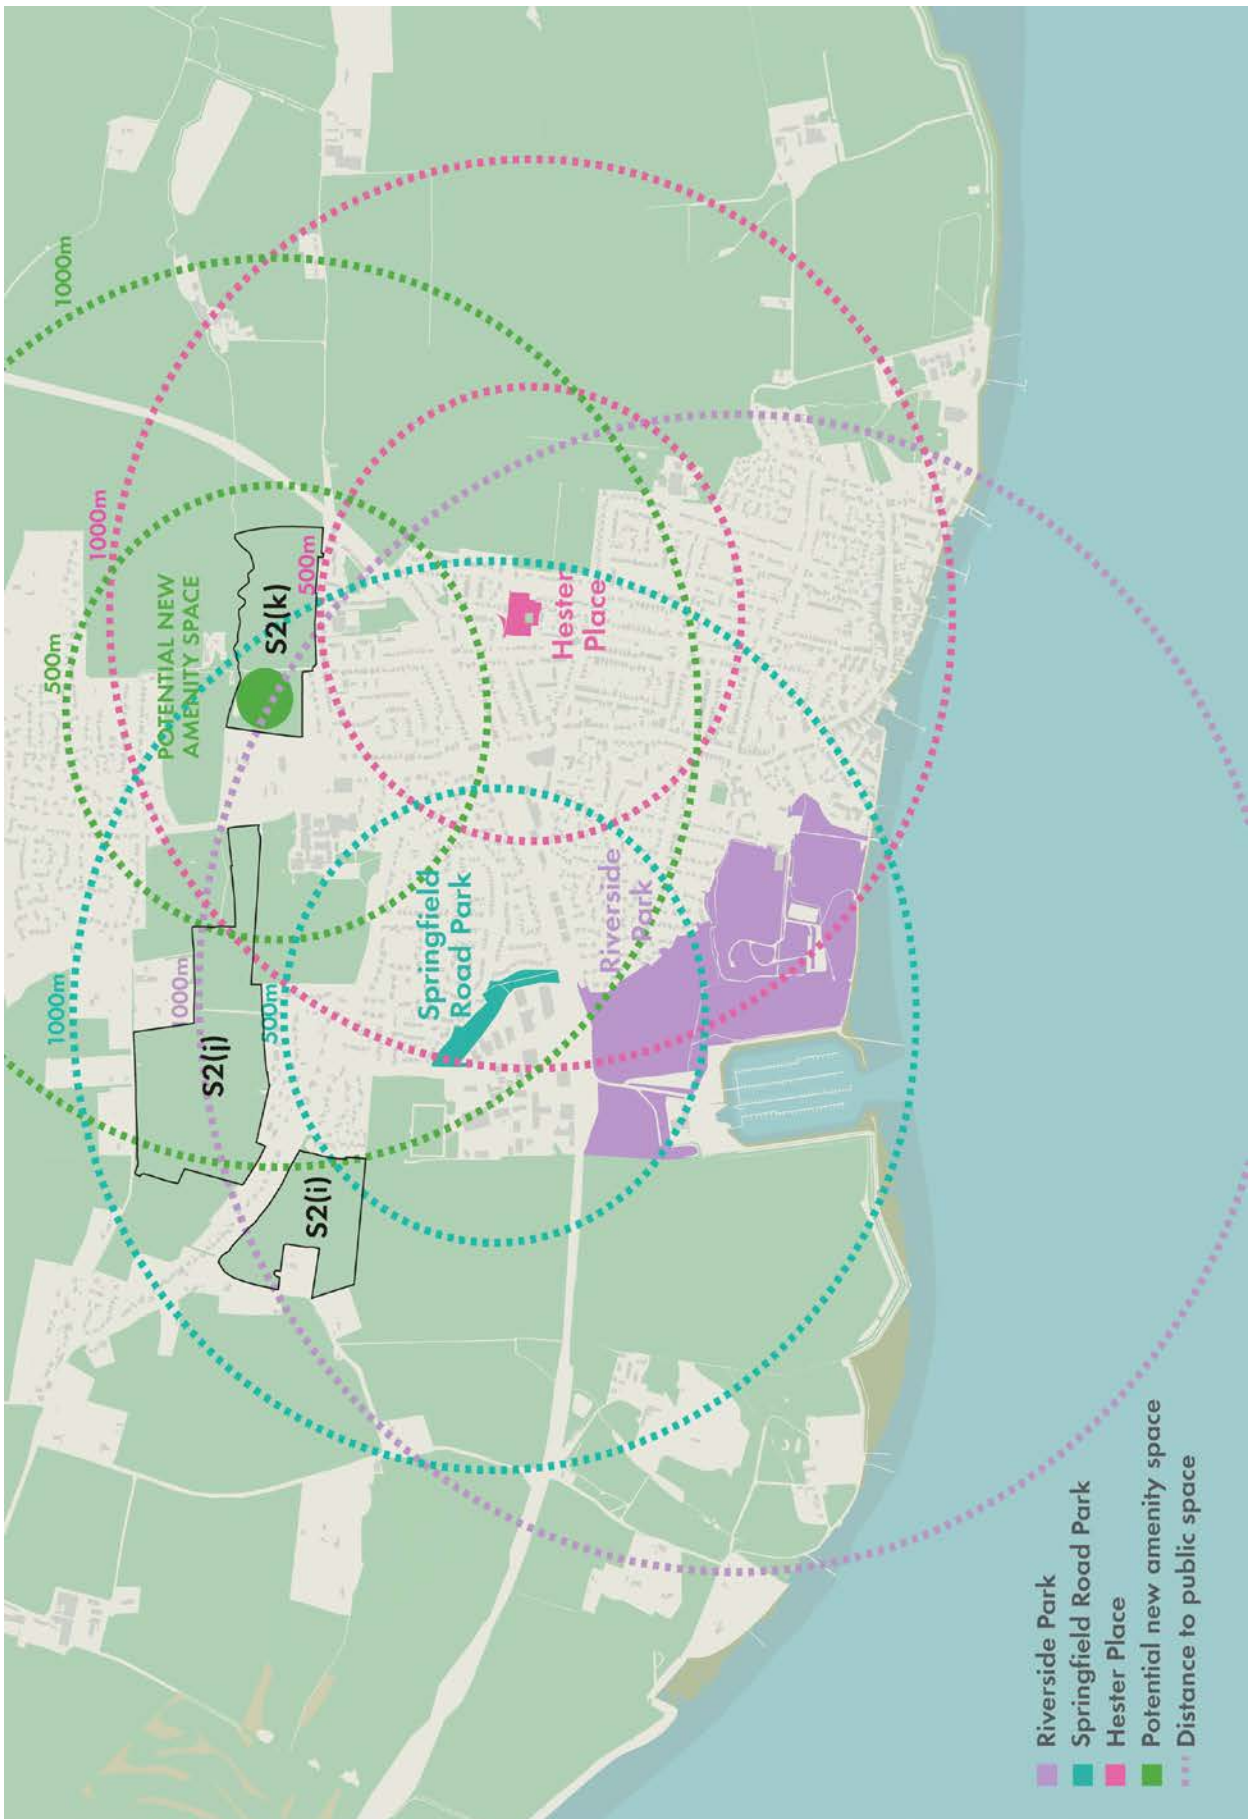 1000m
500m
1000m
POTENTIAL NEW
AMENITY SPACE
S2(k)
500m
Hester
Place
1000m
1000m
S2(j)
500m
Springfield
Road Park
Riverside
Park
S2(i)
Riverside Park
Springfield Road Park
Hester Place
Potential new amenity space
Distance to public space